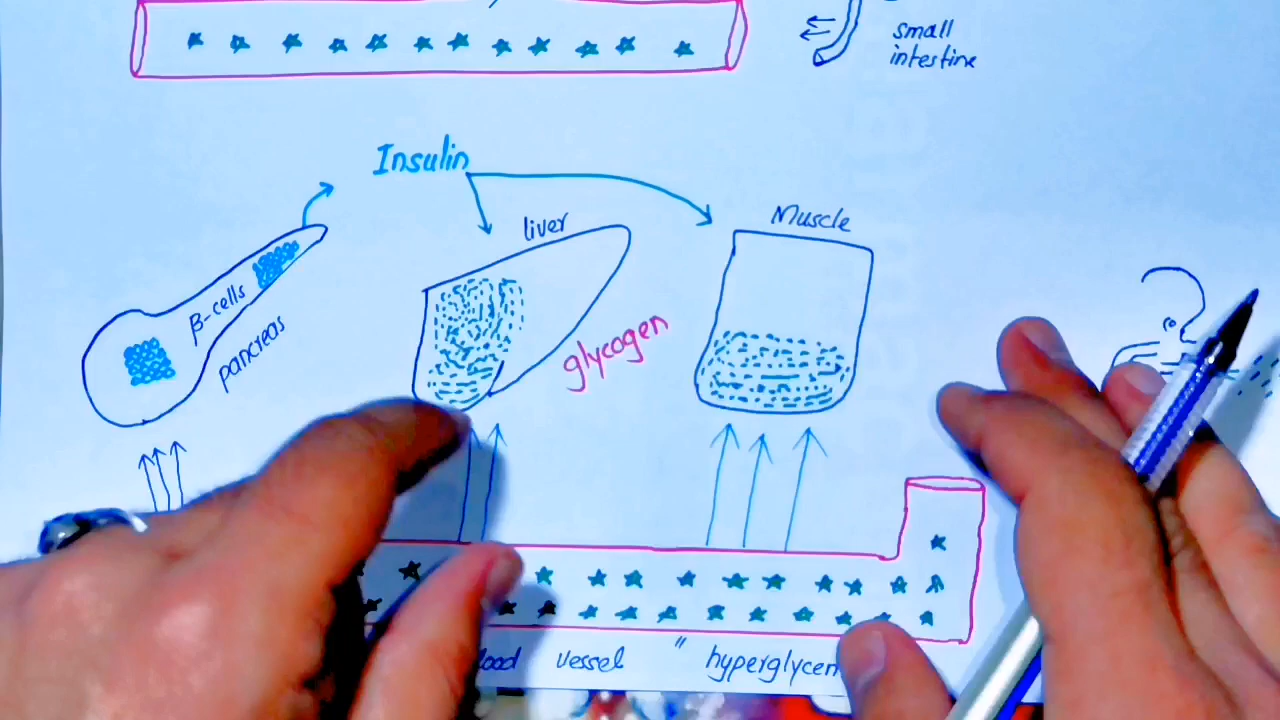 small
intestine
Insulin
liver
Muscle
β-cells
pancreas
glycogen
vessel "